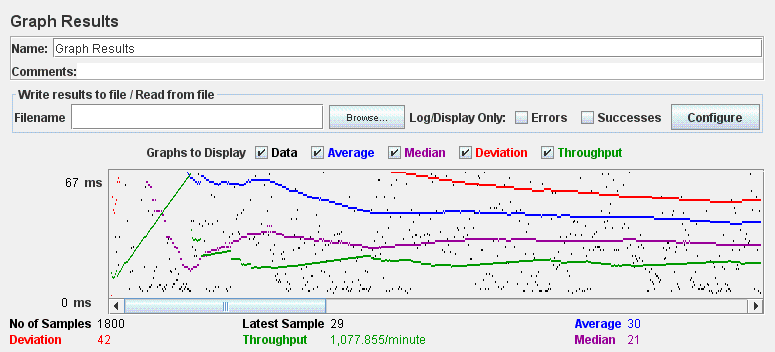 Graph Results
Name: Graph Results
Comments:
Write results to file / Read from file
Filename Browse... Log/Display Only: Errors Successes Configure
Graphs to Display Data Average Median Deviation Throughput
67 ms
0 ms
No of Samples 1800 Latest Sample 29 Average 30
Deviation 42 Throughput 1,077.855/minute Median 21